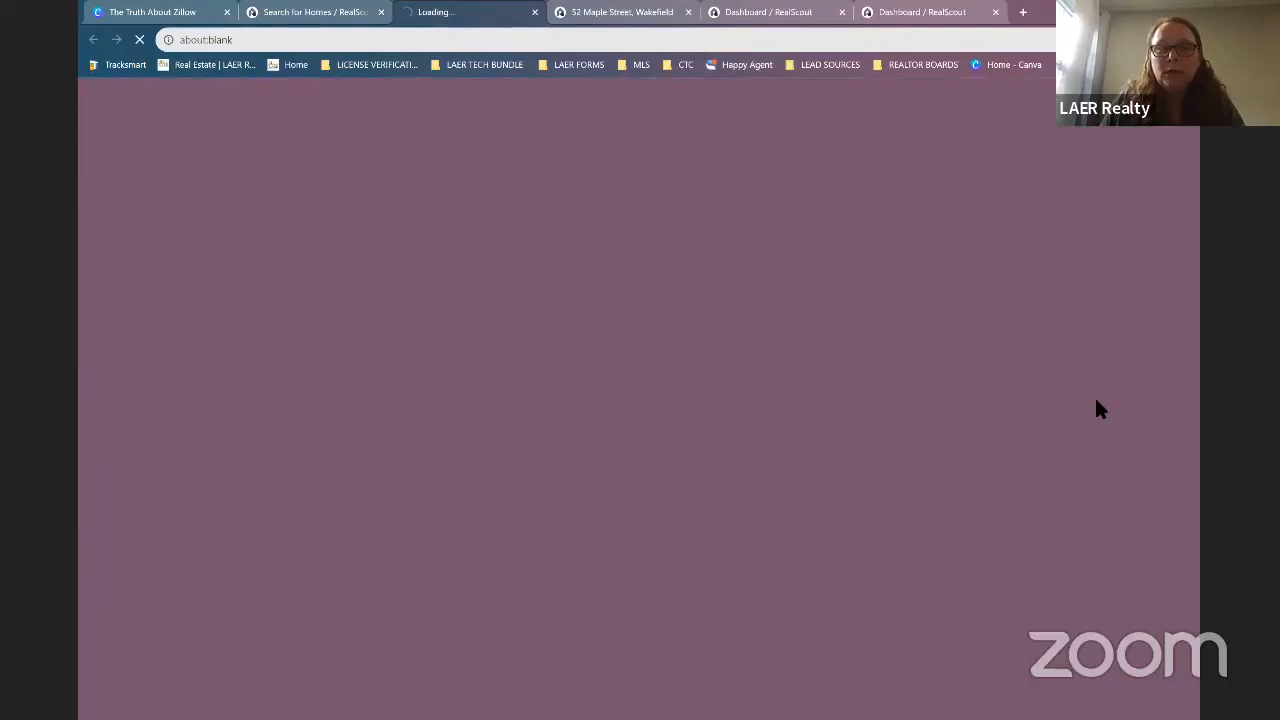 The Truth About Zillow
Search for Homes / RealSco
Loading...
52 Maple Street, Wakefield
Dashboard / RealScout
Dashboard / RealScout
about:blank
Tracksmart
Real Estate | LAER R...
Home
LICENSE VERIFICATI...
LAER TECH BUNDLE
LAER FORMS
MLS
CTC
Happy Agent
LEAD SOURCES
REALTOR BOARDS
Home - Canva
LAER Realty
zoom